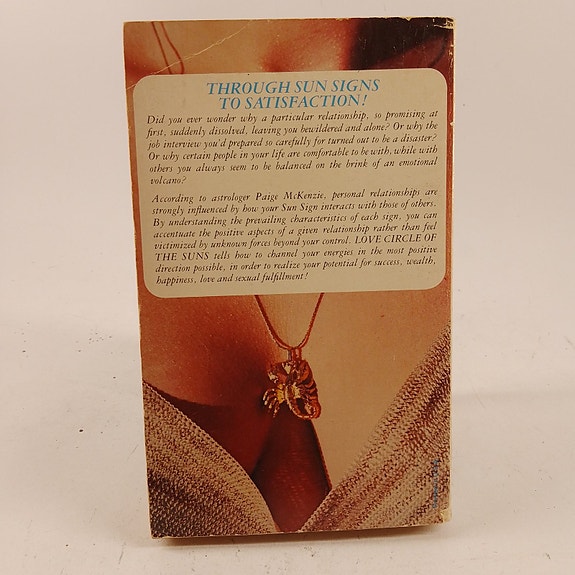 THROUGH SUN SIGNS
TO SATISFACTION!
Did you ever wonder why a particular relationship, so promising at
first, suddenly dissolved, leaving you bewildered and alone? Or why the
job interview you'd prepared so carefully for turned out to be a disaster?
Or why certain people in your life are comfortable to be with, while with
others you always seem to be balanced on the brink of an emotional
volcano?
According to astrologer Paige McKenzie, personal relationships are
strongly influenced by how your Sun Sign interacts with those of others.
By understanding the prevailing characteristics of each sign, you can
accentuate the positive aspects of a given relationship rather than feel
victimized by unknown forces beyond your control. LOVE CIRCLE OF
THE SUNS tells how to channel your energies in the most positive
direction possible, in order to realize your potential for success, wealth,
happiness, love and sexual fulfillment!